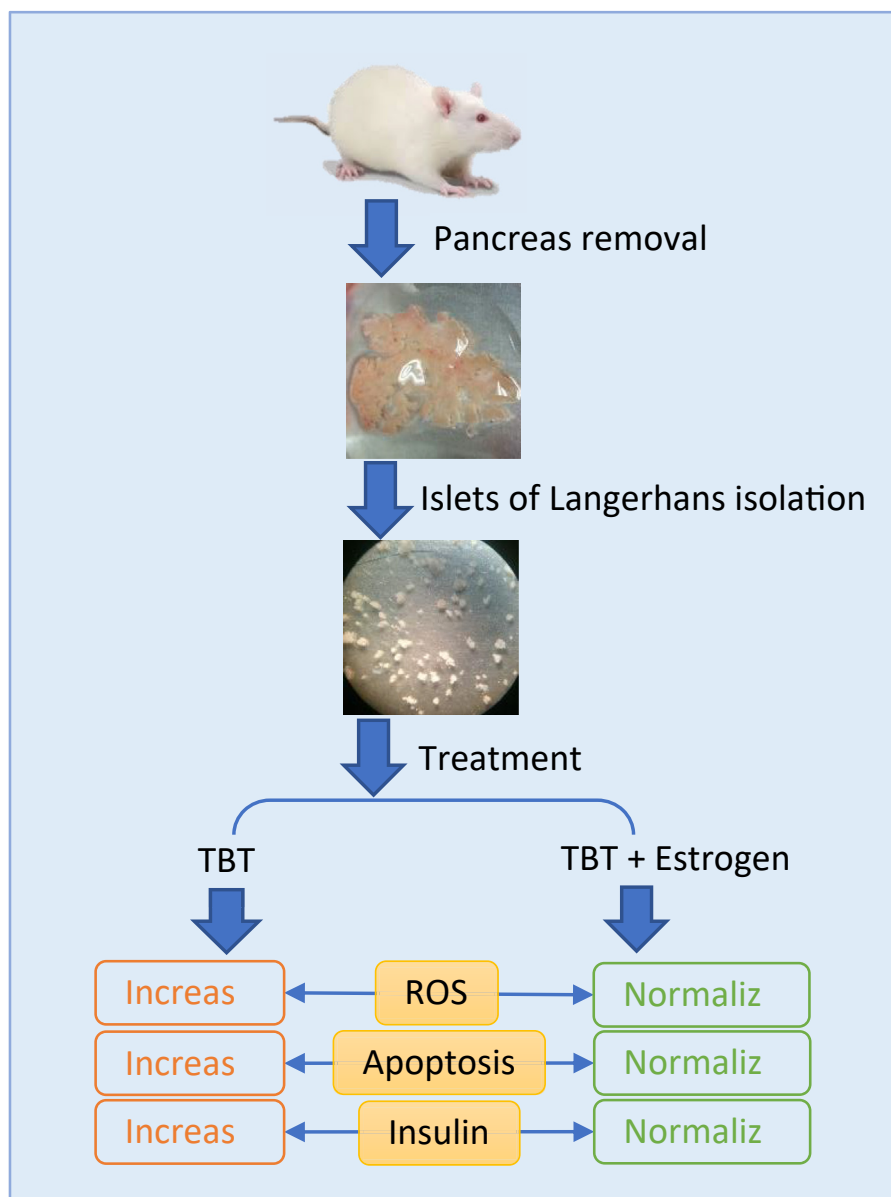 Pancreas removal
Islets of Langerhans isolation
Treatment
TBT
TBT + Estrogen
Increas
ROS
Normaliz
Increas
Apoptosis
Normaliz
Increas
Insulin
Normaliz